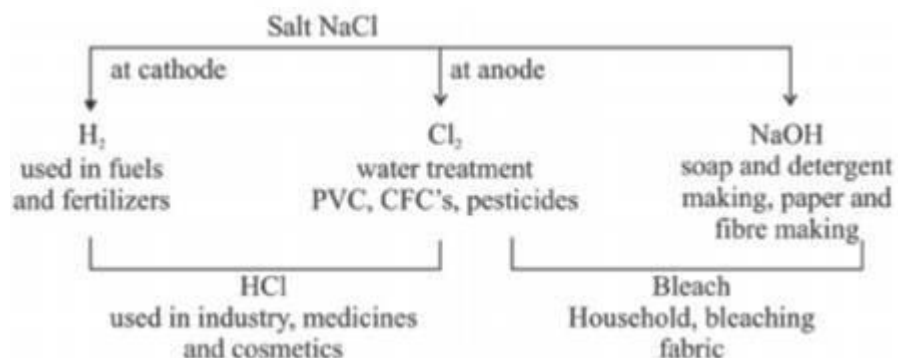 Salt NaCl
at cathode
at anode
H₂
used in fuels
and fertilizers
Cl₂
water treatment
PVC, CFC's, pesticides
NaOH
soap and detergent
making, paper and
fibre making
HCl
used in industry, medicines
and cosmetics
Bleach
Household, bleaching
fabric